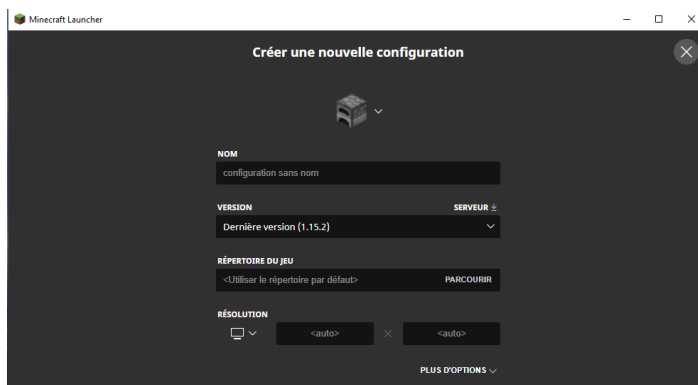 Minecraft Launcher
Créer une nouvelle configuration
NOM
configuration sans nom
VERSION SERVEUR
Dernière version (1.15.2)
RÉPERTOIRE DU JEU
<Utiliser le répertoire par défaut> PARCOURIR
RÉSOLUTION
<auto> <auto>
PLUS D'OPTIONS